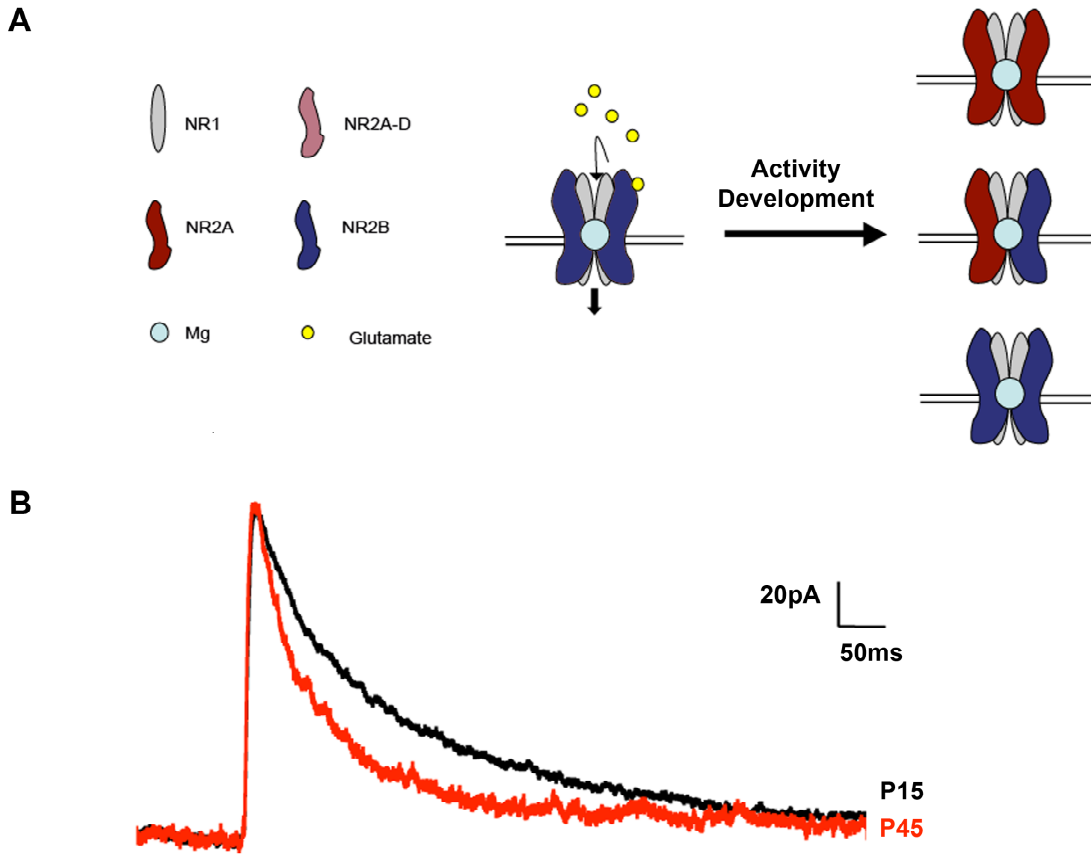 A
NR1
NR2A-D
NR2A
NR2B
Mg
Glutamate
Activity
Development
B
20pA
50ms
P15
P45